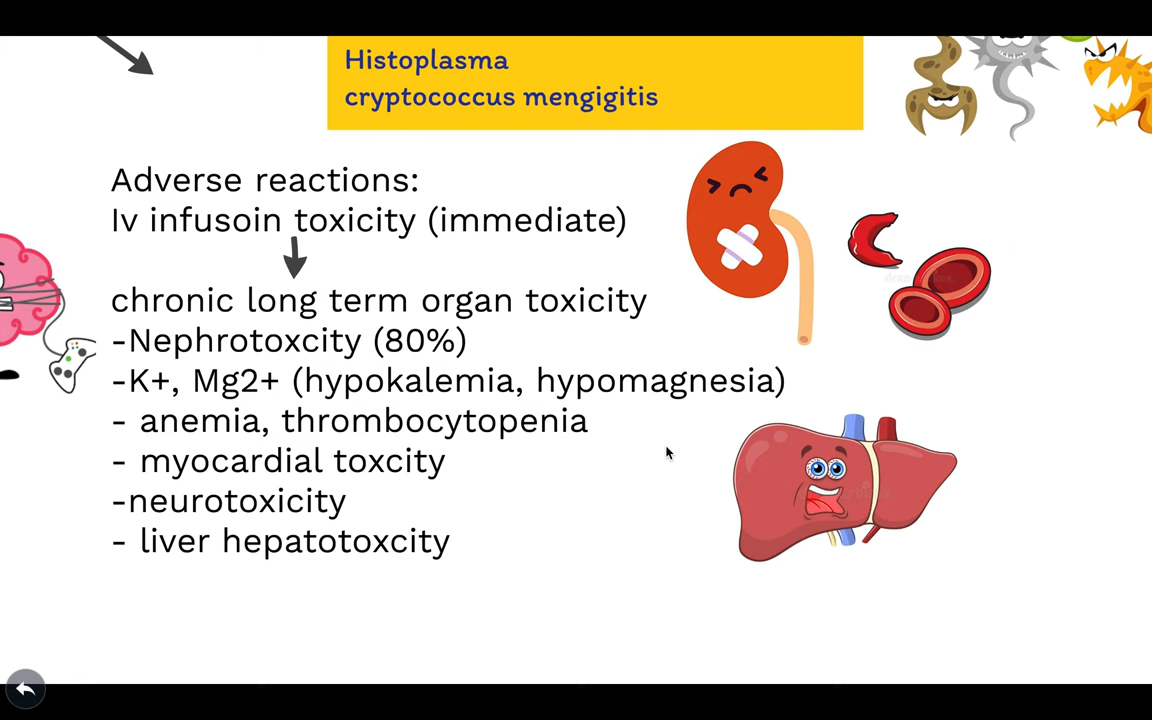 Histoplasma
cryptococcus mengigitis
Adverse reactions:
Iv infusoin toxicity (immediate)
chronic long term organ toxicity
-Nephrotoxcity (80%)
-K+, Mg2+ (hypokalemia, hypomagnesia)
- anemia, thrombocytopenia
- myocardial toxcity
-neurotoxicity
- liver hepatotoxcity